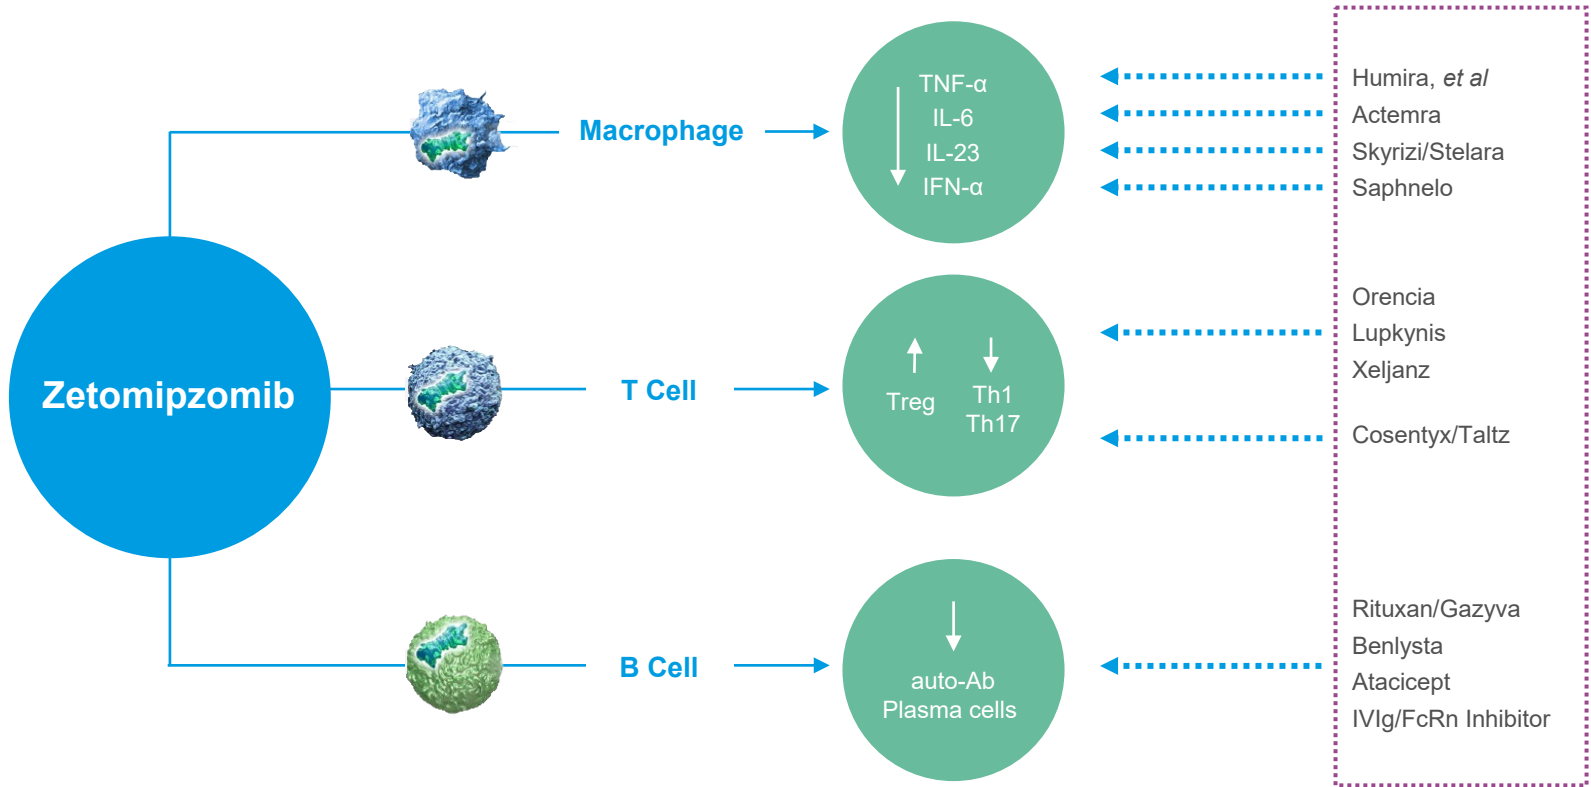 Zetomipzomib
Macrophage
TNF-α
IL-6
IL-23
IFN-α
Humira, et al
Actemra
Skyrizi/Stelara
Saphnelo
T Cell
Treg
Th1
Th17
Orencia
Lupkynis
Xeljanz
Cosentyx/Taltz
B Cell
auto-Ab
Plasma cells
Rituxan/Gazyva
Benlysta
Atacicept
IVIg/FcRn Inhibitor